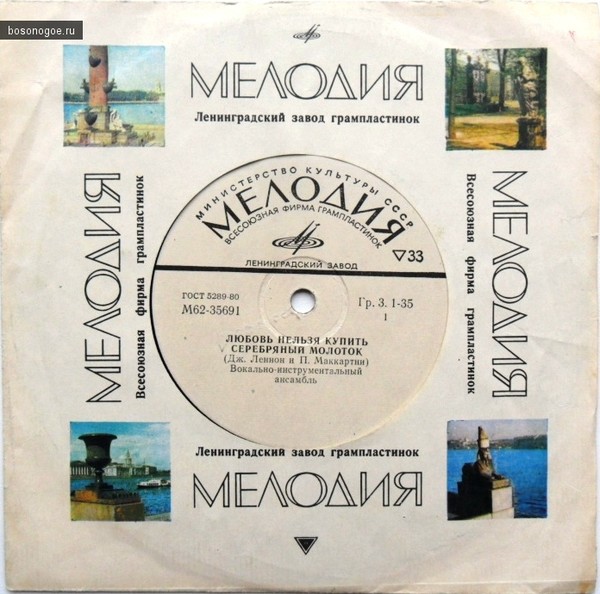 bosonogoe.ru
МЕЛОДИЯ
Ленинградский завод грампластинок
МЕЛОДИЯ
Всесоюзная фирма грампластинок
МИНИСТЕРСТВО КУЛЬТУРЫ СССР
МЕЛОДИЯ
ВСЕСОЮЗНАЯ ФИРМА ГРАМПЛАСТИНОК
ЛЕНИНГРАДСКИЙ ЗАВОД
▽33
ГОСТ 5289-80
М62-35691
Гр. 3. 1-35
1
ЛЮБОВЬ НЕЛЬЗЯ КУПИТЬ
СЕРЕБРЯНЫЙ МОЛОТОК
(Дж. Леннон и П. Маккартни)
Вокально-инструментальный
ансамбль
Всесоюзная фирма грампластинок
МЕЛОДИЯ
Ленинградский завод грампластинок
МЕЛОДИЯ